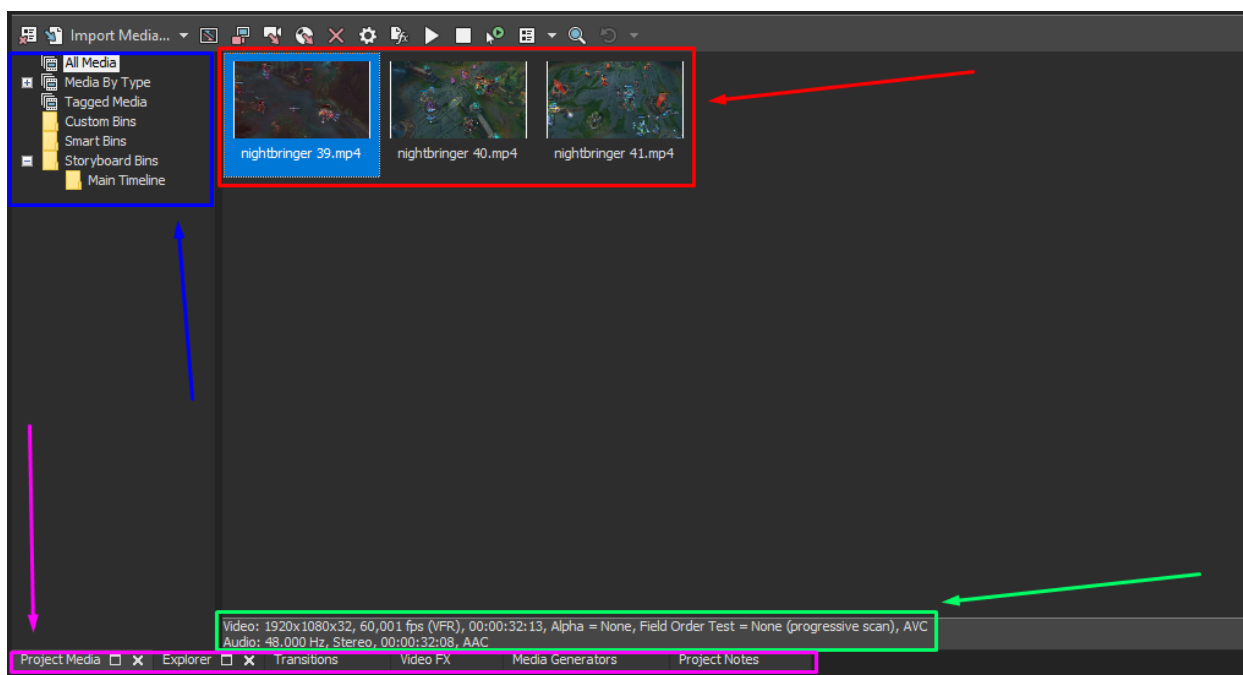 Import Media...
All Media
Media By Type
Tagged Media
Custom Bins
Smart Bins
Storyboard Bins
Main Timeline
nightbringer 39.mp4
nightbringer 40.mp4
nightbringer 41.mp4
Video: 1920x1080x32, 60,001 fps (VFR), 00:00:32:13, Alpha = None, Field Order Test = None (progressive scan), AVC
Audio: 48.000 Hz, Stereo, 00:00:32:08, AAC
Project Media Explorer Transitions Video FX Media Generators Project Notes